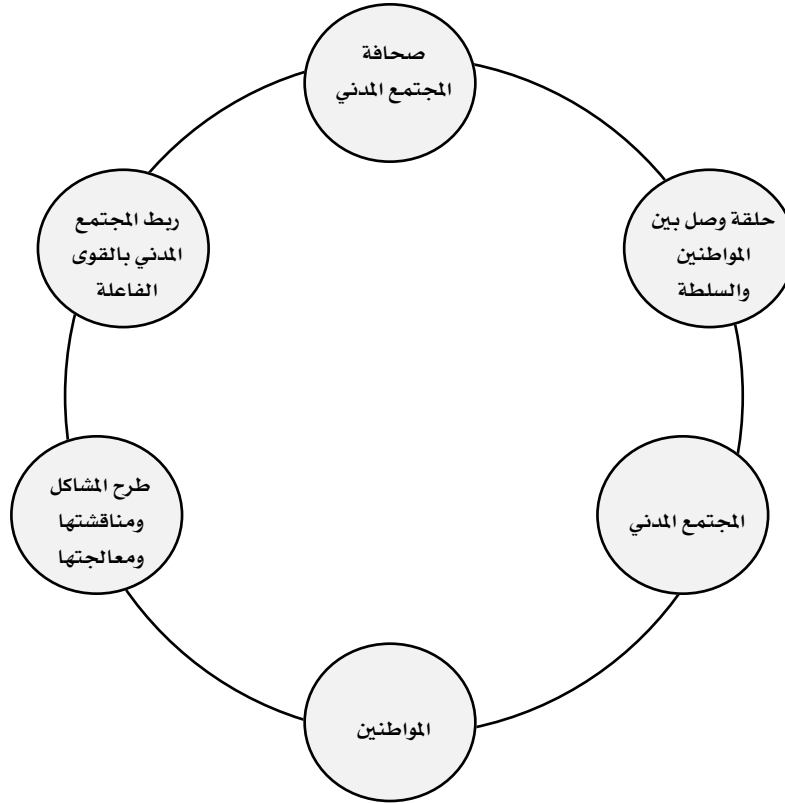 صحافة
المجتمع المدني
حلقة وصل بين
المواطنين
والسلطة
ربط المجتمع
المدني بالقوى
الفاعلة
المجتمع المدني
طرح المشاكل
ومناقشتها
ومعالجتها
المواطنين